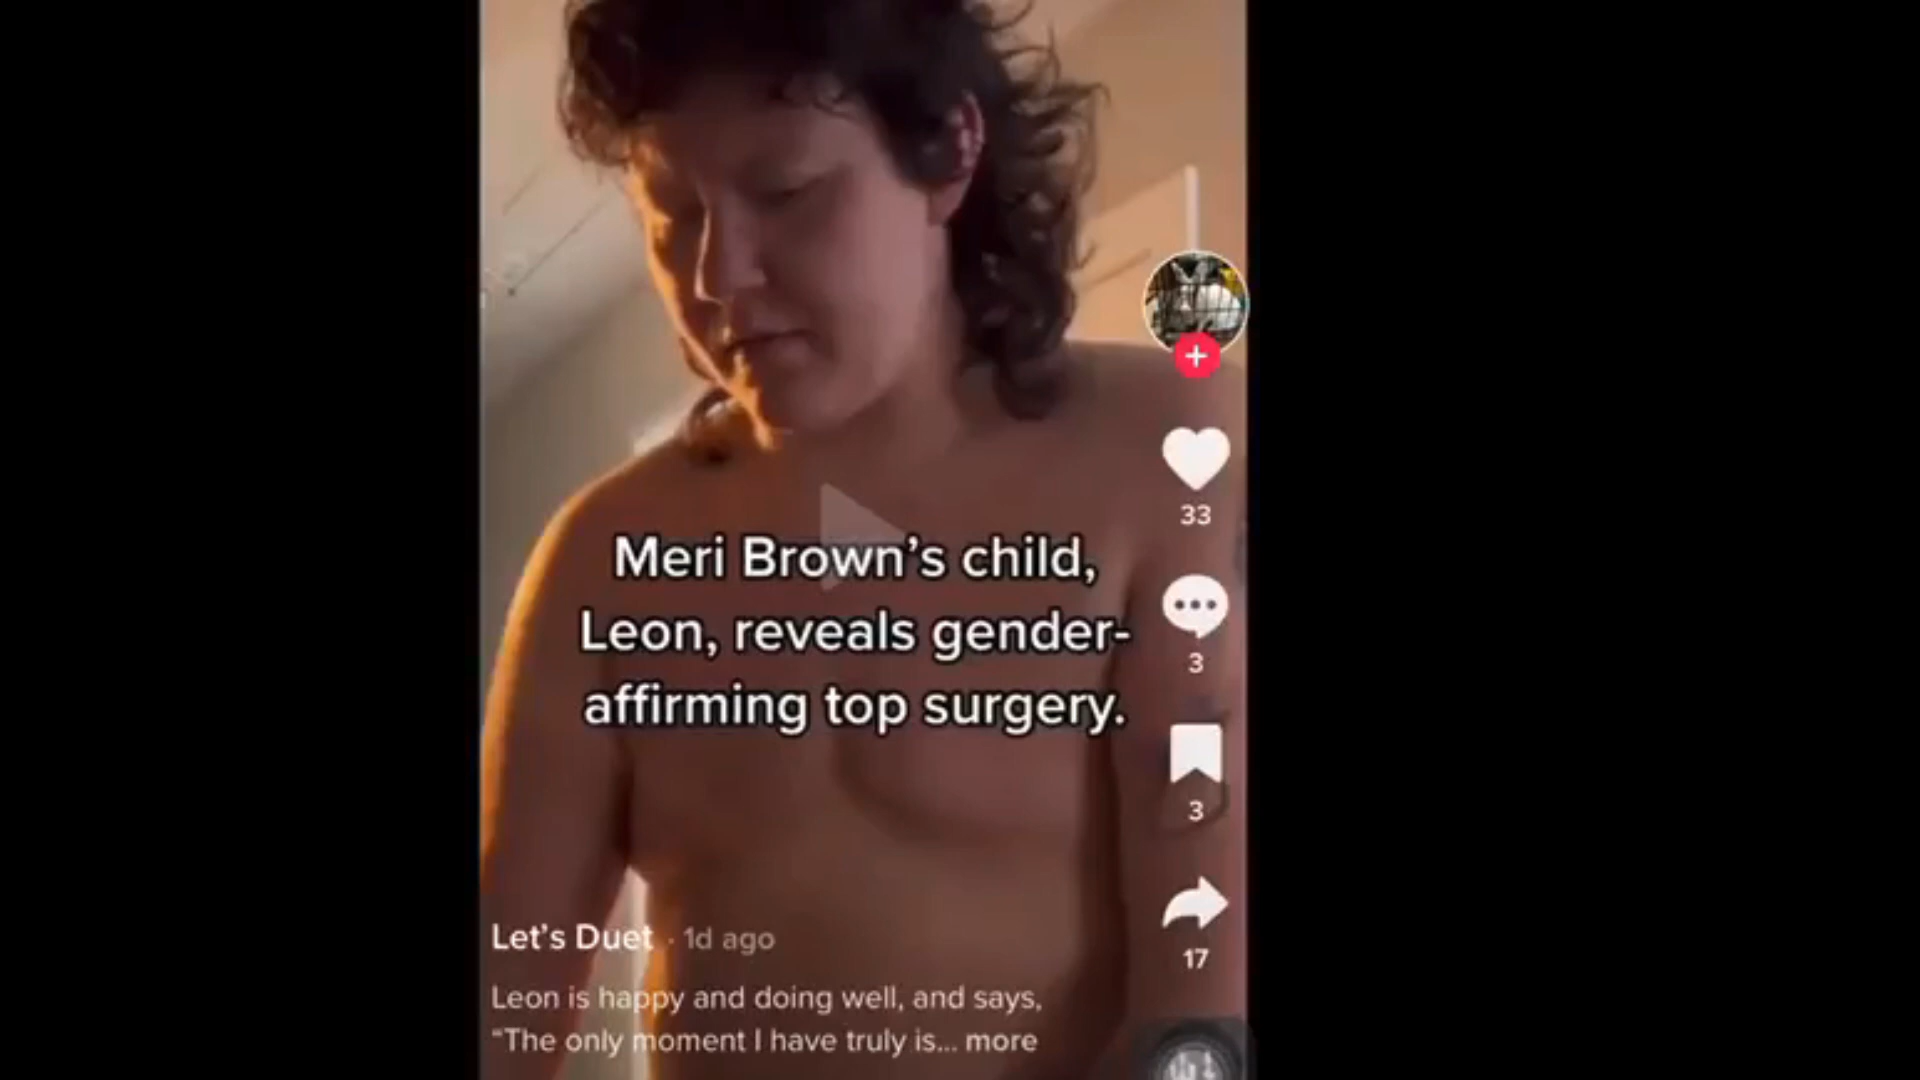 Meri Brown’s child,
Leon, reveals gender-
affirming top surgery.
33
3
3
17
Let’s Duet · 1d ago
Leon is happy and doing well, and says,
“The only moment I have truly is... more